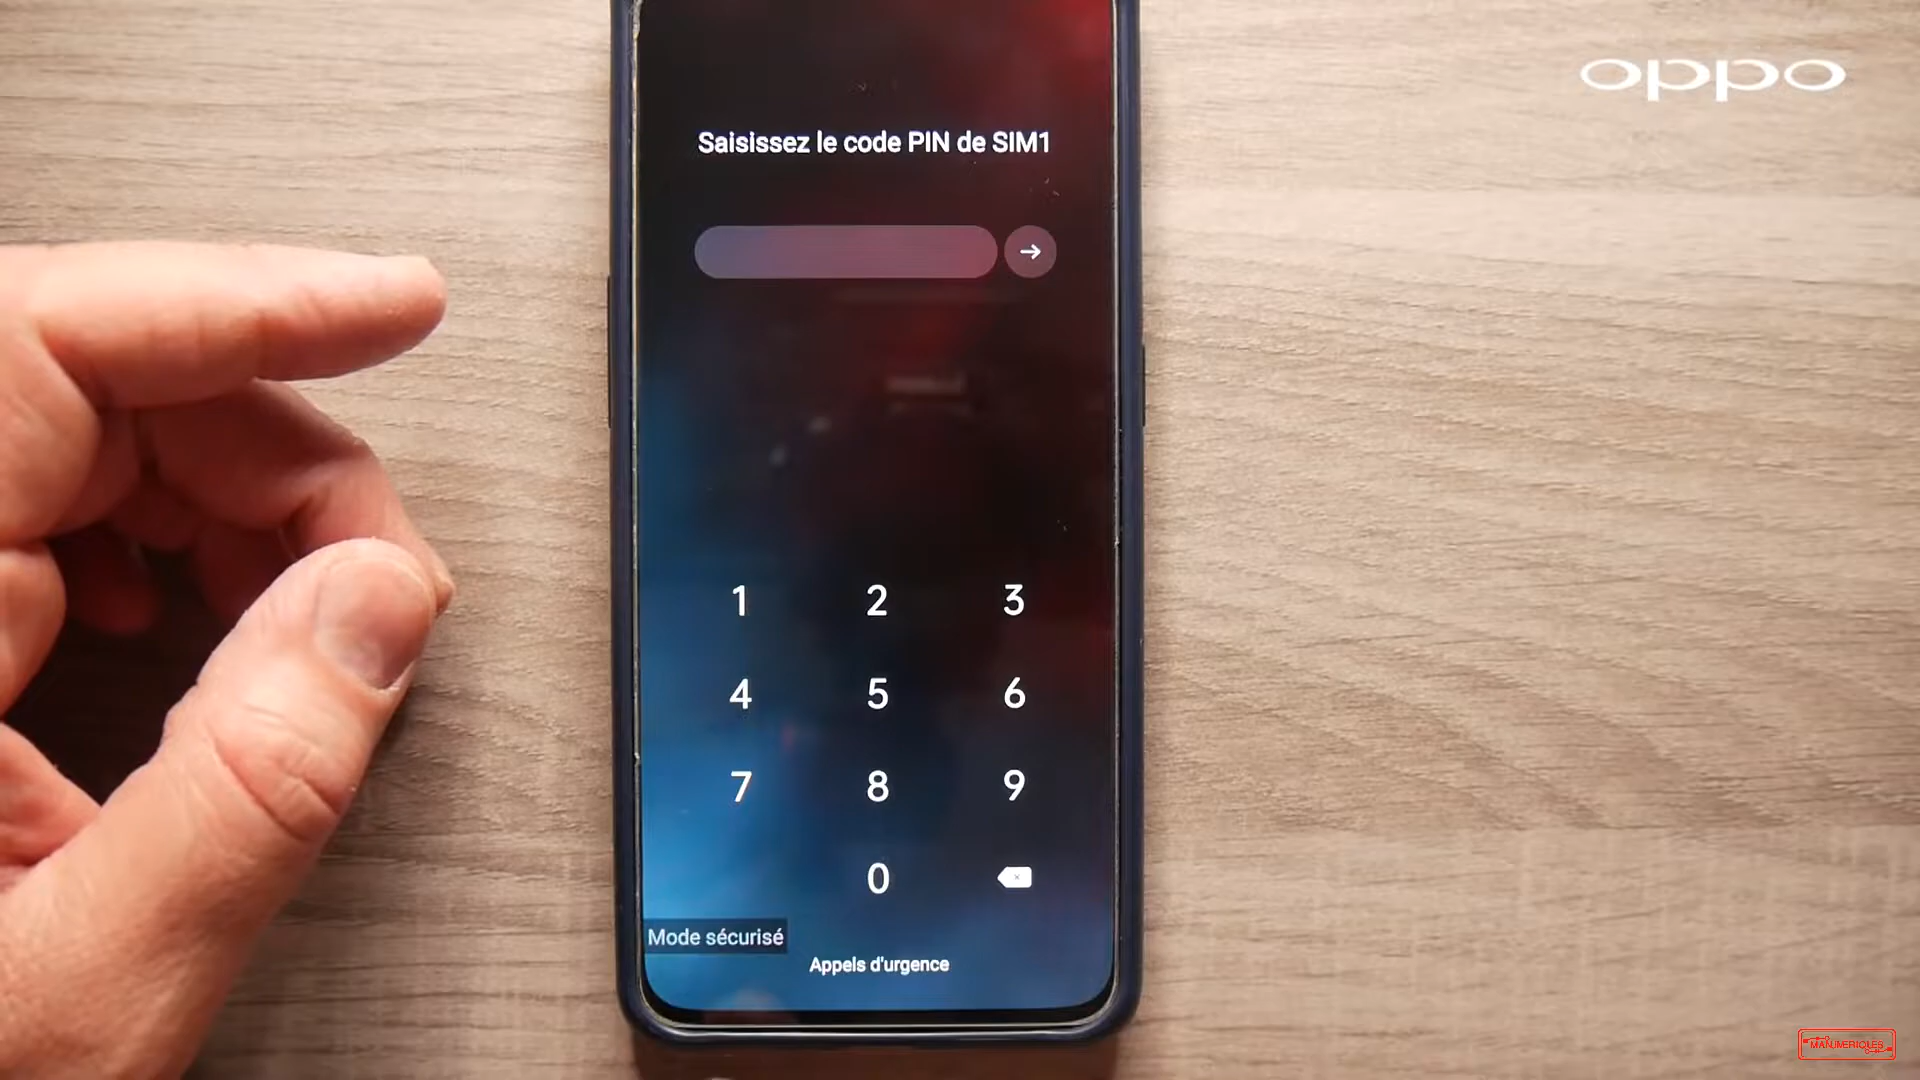 oppo
Saisissez le code PIN de SIM1
1 2 3
4 5 6
7 8 9
0
Mode sécurisé
Appels d'urgence
MANUMERIQLES